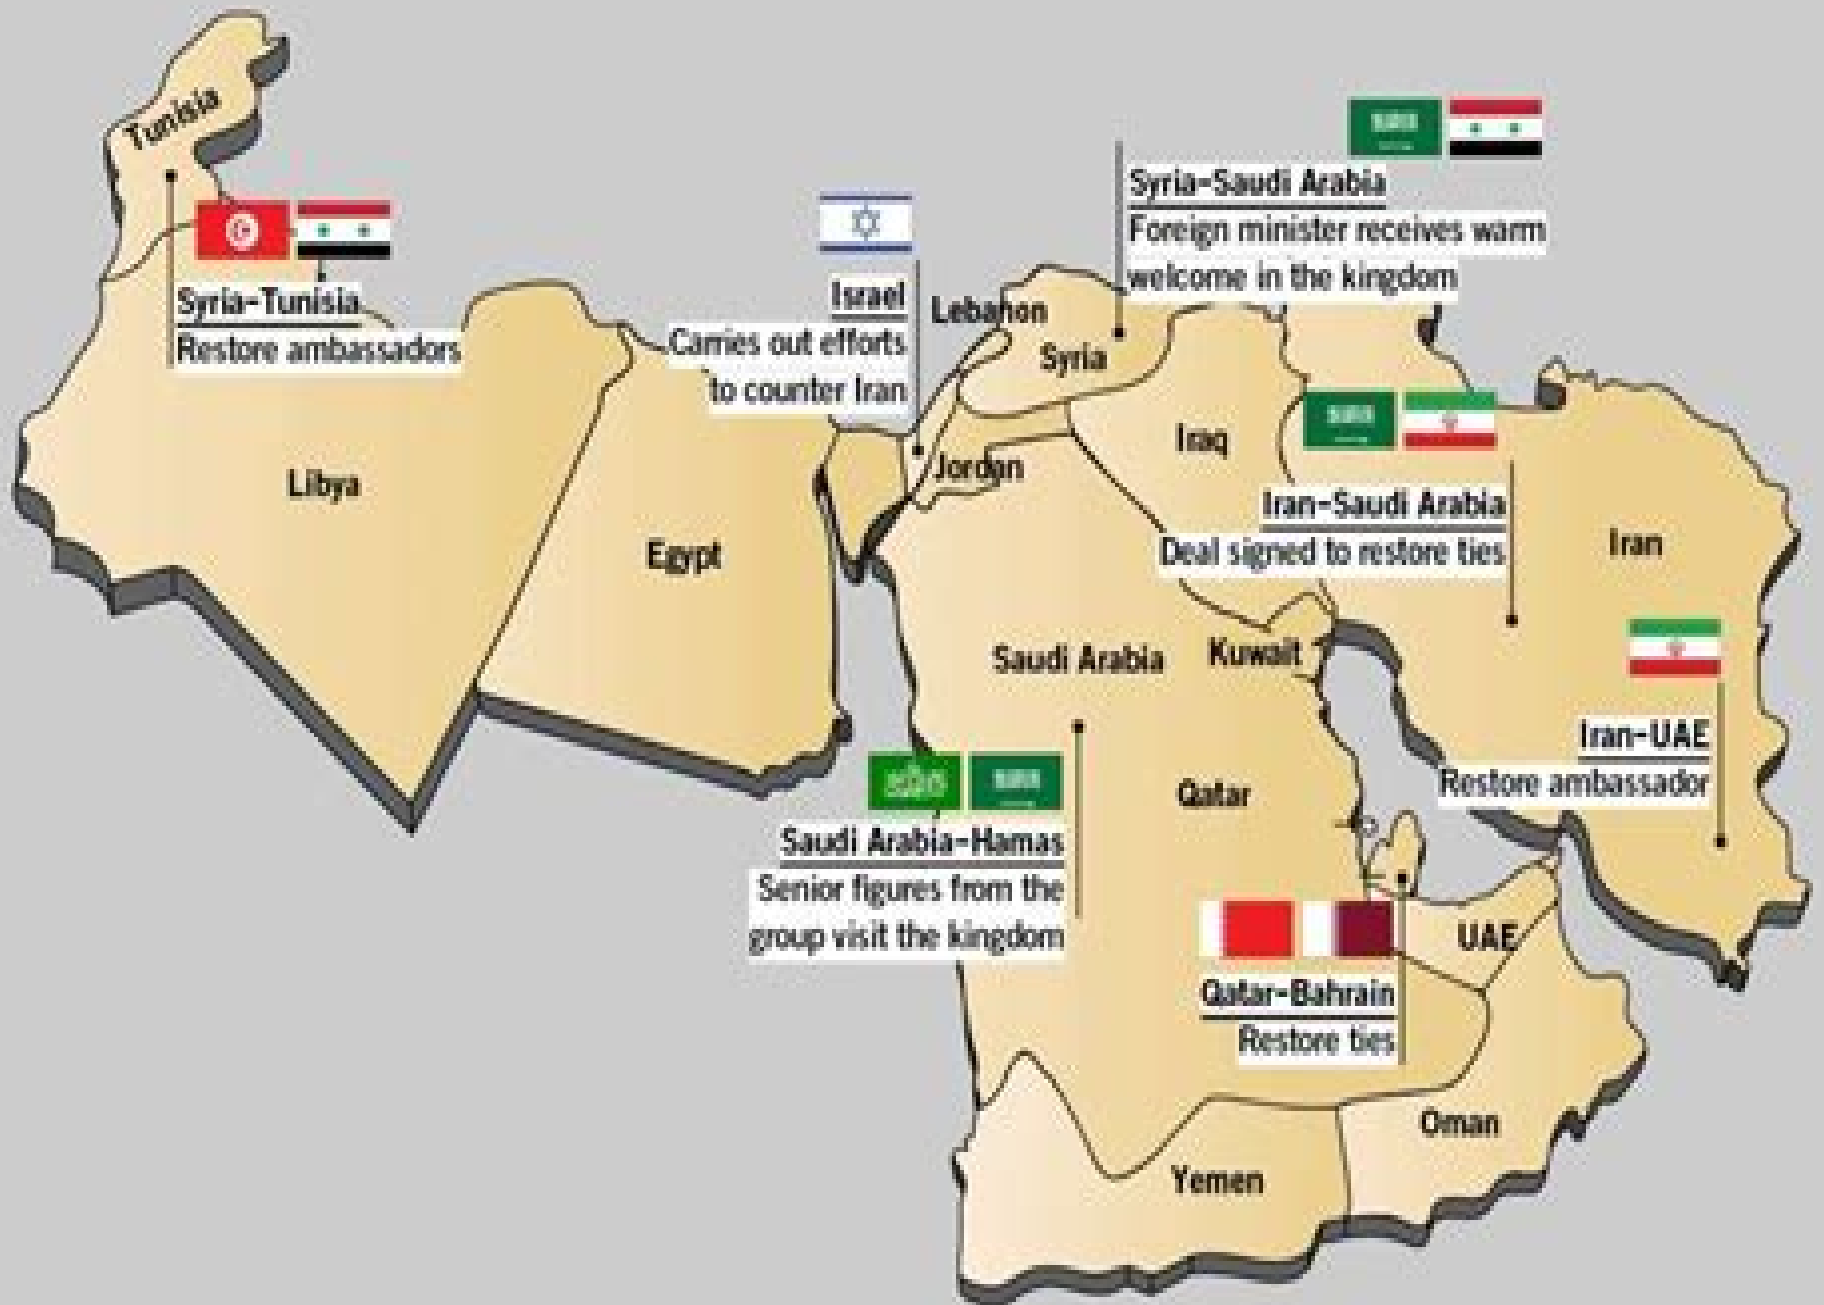 Tunisia
Syria-Tunisia
Restore ambassadors
Israel
Carries out efforts
to counter Iran
Syria-Saudi Arabia
Foreign minister receives warm
welcome in the kingdom
Lebanon
Syria
Iraq
Jordan
Libya
Egypt
Iran-Saudi Arabia
Deal signed to restore ties
Iran
Saudi Arabia
Kuwait
Iran-UAE
Restore ambassador
Qatar
Saudi Arabia-Hamas
Senior figures from the
group visit the kingdom
UAE
Qatar-Bahrain
Restore ties
Oman
Yemen